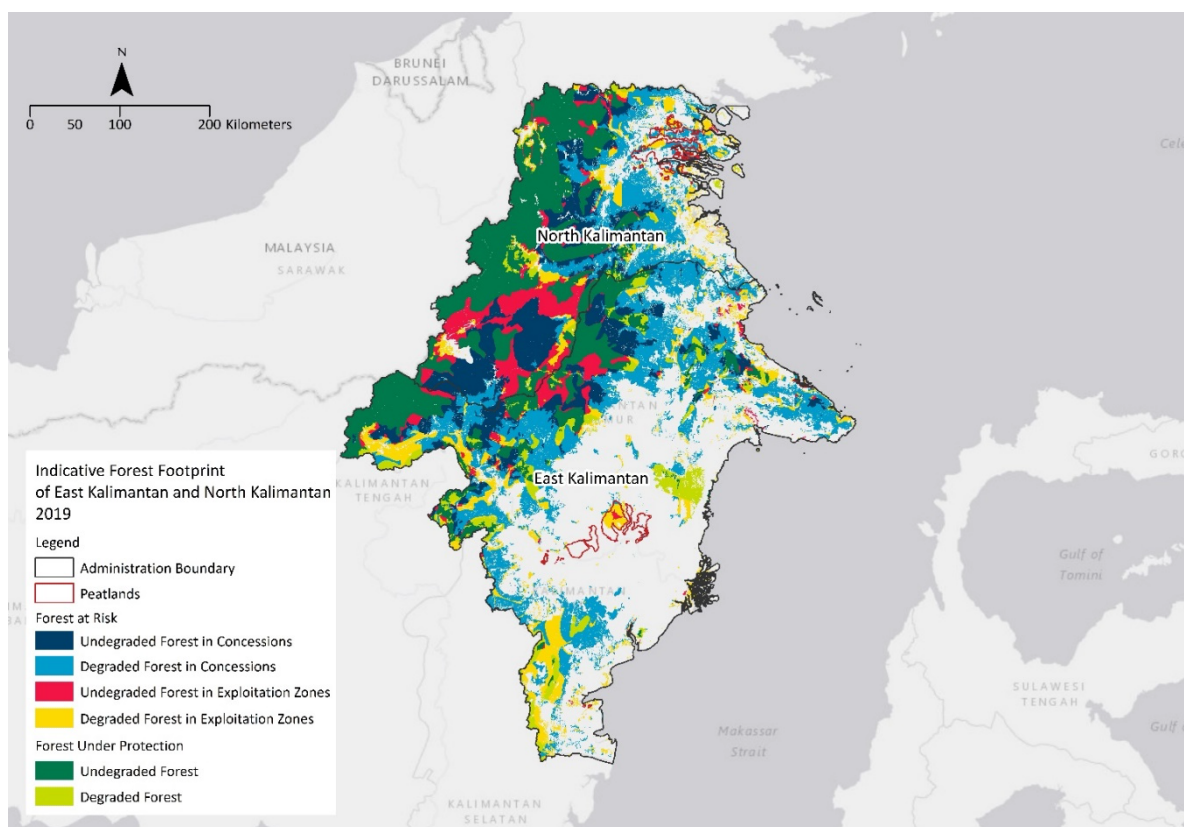 N
0 50 100 200 Kilometers
BRUNEI
DARUSSALAM
MALAYSIA
SARAWAK
North Kalimantan
East Kalimantan
KALIMANTAN
TENGAH
KALIMANTAN
SELATAN
Makassar
Strait
Gulf of
Tomini
SULAWESI
TENGAH
Indicative Forest Footprint
of East Kalimantan and North Kalimantan
2019
Legend
Administration Boundary
Peatlands
Forest at Risk
Undegraded Forest in Concessions
Degraded Forest in Concessions
Undegraded Forest in Exploitation Zones
Degraded Forest in Exploitation Zones
Forest Under Protection
Undegraded Forest
Degraded Forest